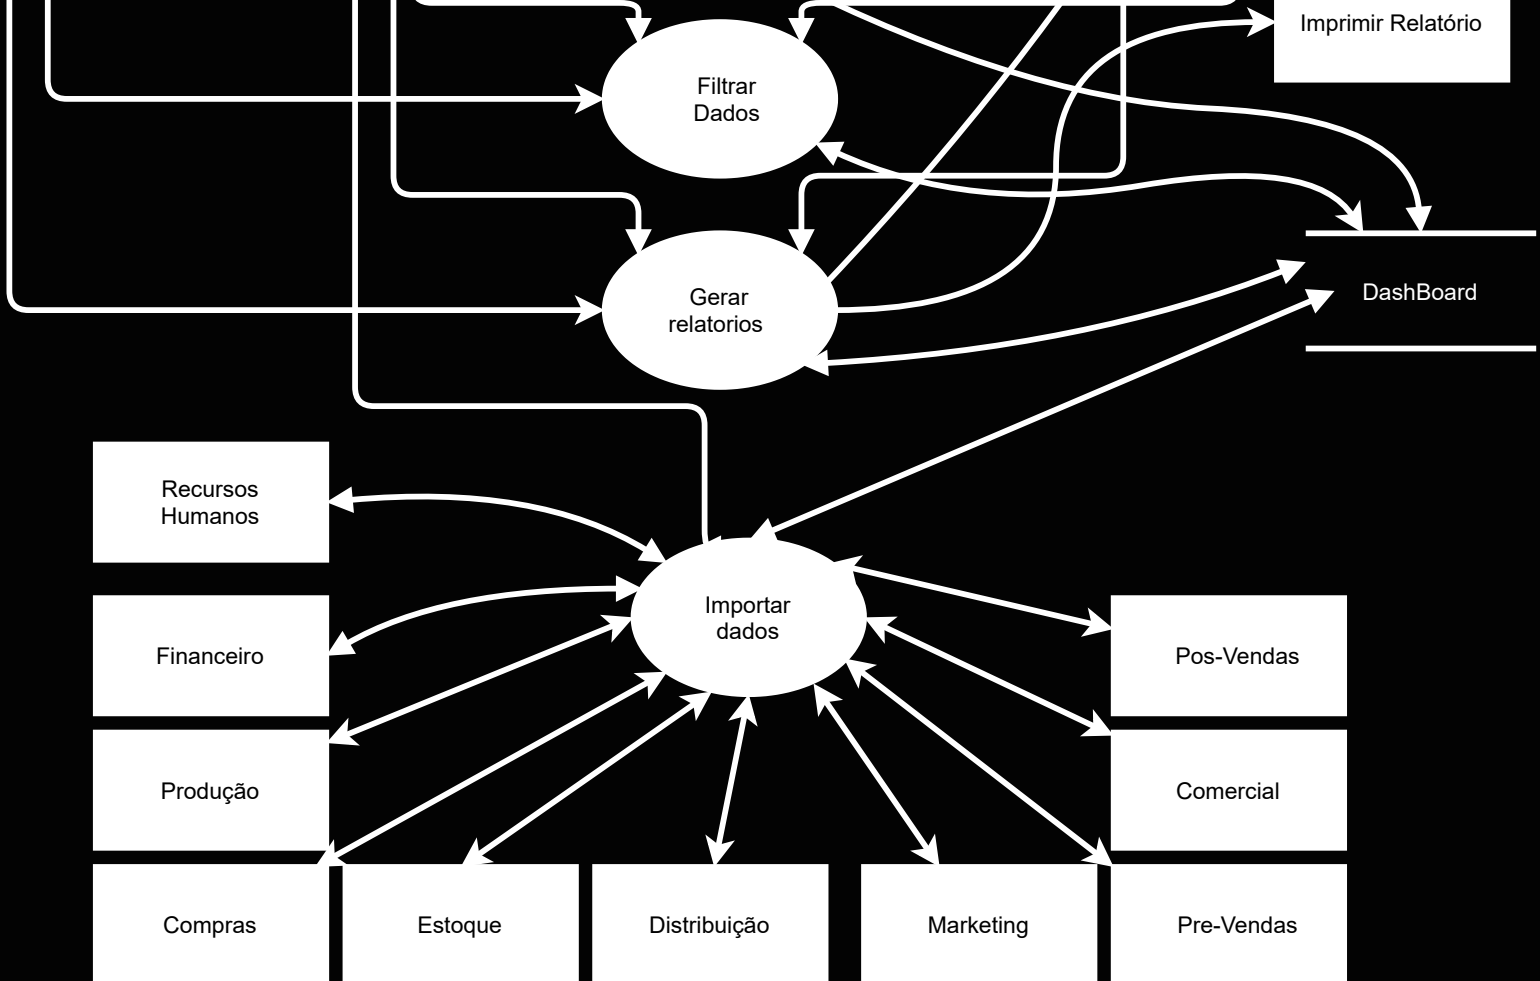 Imprimir Relatório
Filtrar
Dados
DashBoard
Gerar
relatorios
Recursos
Humanos
Importar
dados
Financeiro
Pos-Vendas
Produção
Comercial
Compras
Estoque
Distribuição
Marketing
Pre-Vendas